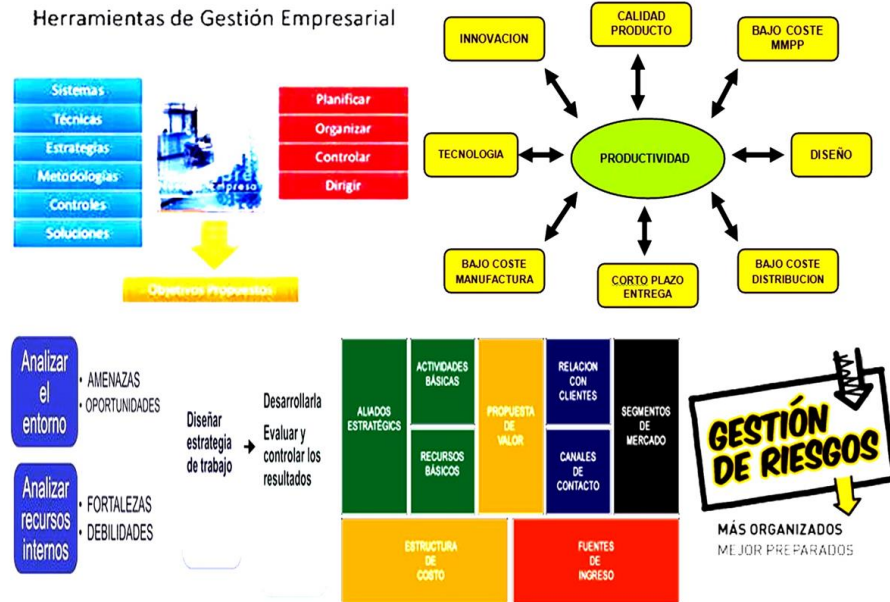 Herramientas de Gestión Empresarial
Sistemas
Técnicas
Estrategias
Metodologías
Controles
Soluciones
Empresa
Planificar
Organizar
Controlar
Dirigir
Objetivos Propuestos
INNOVACION
CALIDAD
PRODUCTO
BAJO COSTE
MMPP
TECNOLOGIA
PRODUCTIVIDAD
DISEÑO
BAJO COSTE
MANUFACTURA
CORTO PLAZO
ENTREGA
BAJO COSTE
DISTRIBUCION
Analizar
el
entorno
• AMENAZAS
• OPORTUNIDADES
Analizar
recursos
internos
• FORTALEZAS
• DEBILIDADES
Diseñar
estrategia
de trabajo
Desarrollarla
Evaluar y
controlar los
resultados
ALIADOS
ESTRATÉGICS
ACTIVIDADES
BÁSICAS
RECURSOS
BÁSICOS
PROPUESTA
DE
VALOR
RELACION
CON
CLIENTES
CANALES
DE
CONTACTO
SEGMENTOS
DE
MERCADO
ESTRUCTURA
DE
COSTO
FUENTES
DE
INGRESO
GESTIÓN
DE RIESGOS
MÁS ORGANIZADOS
MEJOR PREPARADOS